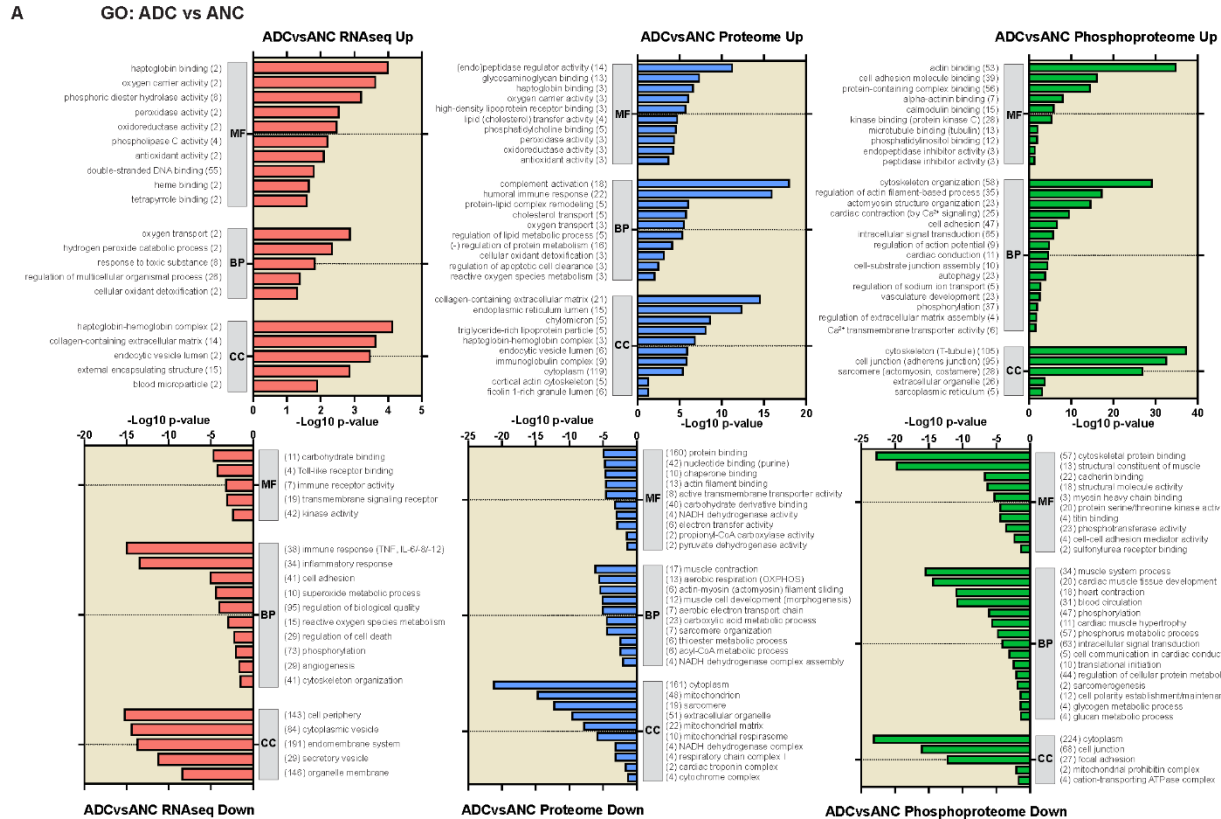 A GO: ADC vs ANC
ADCvsANC RNAseq Up
haptoglobin binding (2)
oxygen carrier activity (2)
phosphoric diester hydrolase activity (6)
peroxidase activity (2)
oxidoreductase activity (2)
phospholipase C activity (4)
antioxidant activity (2)
double-stranded DNA binding (55)
heme binding (2)
tetrapyrrole binding (2)
MF
oxygen transport (2)
hydrogen peroxide catabolic process (2)
response to toxic substance (8)
regulation of multicellular organismal process (26)
cellular oxidant detoxification (2)
BP
haptoglobin-hemoglobin complex (2)
collagen-containing extracellular matrix (14)
endocytic vesicle lumen (2)
external encapsulating structure (15)
blood microparticle (2)
CC
0 1 2 3 4 5
-Log10 p-value
ADCvsANC Proteome Up
(endo)peptidase regulator activity (14)
glycosaminoglycan binding (13)
haptoglobin binding (3)
oxygen carrier activity (3)
high-density lipoprotein receptor binding (3)
lipid (cholesterol) transfer activity (4)
phosphatidylcholine binding (5)
peroxidase activity (3)
oxidoreductase activity (3)
antioxidant activity (3)
MF
complement activation (18)
humoral immune response (22)
protein-lipid complex remodeling (5)
cholesterol transport (5)
oxygen transport (3)
regulation of lipid metabolic process (5)
(-) regulation of protein metabolism (16)
cellular oxidant detoxification (3)
regulation of apoptotic cell clearance (3)
reactive oxygen species metabolism (3)
BP
collagen-containing extracellular matrix (21)
endoplasmic reticulum lumen (15)
chylomicron (5)
triglyceride-rich lipoprotein particle (5)
haptoglobin-hemoglobin complex (3)
endocytic vesicle lumen (6)
immunoglobulin complex (9)
cytoplasm (119)
cortical actin cytoskeleton (5)
ficolin 1-rich granule lumen (6)
CC
0 5 10 15 20
-Log10 p-value
ADCvsANC Phosphoproteome Up
actin binding (53)
cell adhesion molecule binding (39)
protein-containing complex binding (56)
alpha-actinin binding (7)
calmodulin binding (15)
kinase binding (protein kinase C) (28)
microtubule binding (tubulin) (13)
phosphatidylinositol binding (12)
endopeptidase inhibitor activity (3)
peptidase inhibitor activity (3)
MF
cytoskeleton organization (58)
regulation of actin filament-based process (35)
actomyosin structure organization (23)
cardiac contraction (by Ca²⁺ signaling) (25)
cell adhesion (47)
intracellular signal transduction (65)
regulation of action potential (9)
cardiac conduction (11)
cell-substrate junction assembly (10)
autophagy (23)
regulation of sodium ion transport (5)
vasculature development (23)
phosphorylation (37)
regulation of extracellular matrix assembly (4)
Ca²⁺ transmembrane transporter activity (6)
BP
cytoskeleton (T-tubule) (105)
cell junction (adherens junction) (95)
sarcomere (actomyosin, costamere) (28)
extracellular organelle (26)
sarcoplasmic reticulum (5)
CC
0 10 20 30 40
-Log10 p-value
-Log10 p-value
-20 -15 -10 -5 0
(11) carbohydrate binding
(4) Toll-like receptor binding
(7) immune receptor activity
(19) transmembrane signaling receptor
(42) kinase activity
MF
(38) immune response (TNF, IL-6/-8/-12)
(34) inflammatory response
(41) cell adhesion
(10) superoxide metabolic process
(95) regulation of biological quality
(15) reactive oxygen species metabolism
(29) regulation of cell death
(73) phosphorylation
(29) angiogenesis
(41) cytoskeleton organization
BP
(143) cell periphery
(84) cytoplasmic vesicle
(191) endomembrane system
(29) secretory vesicle
(146) organelle membrane
CC
ADCvsANC RNAseq Down
-Log10 p-value
-25 -20 -15 -10 -5 0
(160) protein binding
(42) nucleotide binding (purine)
(10) chaperone binding
(13) actin filament binding
(8) active transmembrane transporter activity
(40) carbohydrate derivative binding
(4) NADH dehydrogenase activity
(6) electron transfer activity
(2) propionyl-CoA carboxylase activity
(2) pyruvate dehydrogenase activity
MF
(17) muscle contraction
(13) aerobic respiration (OXPHOS)
(6) actin-myosin (actomyosin) filament sliding
(12) muscle cell development (morphogenesis)
(7) aerobic electron transport chain
(23) carboxylic acid metabolic process
(7) sarcomere organization
(6) thioester metabolic process
(6) acyl-CoA metabolic process
(4) NADH dehydrogenase complex assembly
BP
(161) cytoplasm
(48) mitochondrion
(19) sarcomere
(51) extracellular organelle
(22) mitochondrial matrix
(10) mitochondrial respirasome
(4) NADH dehydrogenase complex
(4) respiratory chain complex I
(2) cardiac troponin complex
(4) cytochrome complex
CC
ADCvsANC Proteome Down
-Log10 p-value
-25 -20 -15 -10 -5 0
(57) cytoskeletal protein binding
(13) structural constituent of muscle
(22) cadherin binding
(18) structural molecule activity
(3) myosin heavy chain binding
(20) protein serine/threonine kinase activ
(4) titin binding
(23) phosphotransferase activity
(4) cell-cell adhesion mediator activity
(2) sulfonylurea receptor binding
MF
(34) muscle system process
(20) cardiac muscle tissue development
(18) heart contraction
(31) blood circulation
(47) phosphorylation
(11) cardiac muscle hypertrophy
(57) phosphorus metabolic process
(63) intracellular signal transduction
(5) cell communication in cardiac conduc
(10) translational initiation
(44) regulation of cellular protein metabol
(2) sarcomerogenesis
(12) cell polarity establishment/maintenar
(4) glycogen metabolic process
(4) glucan metabolic process
BP
(224) cytoplasm
(68) cell junction
(27) focal adhesion
(2) mitochondrial prohibitin complex
(4) cation-transporting ATPase complex
CC
ADCvsANC Phosphoproteome Down